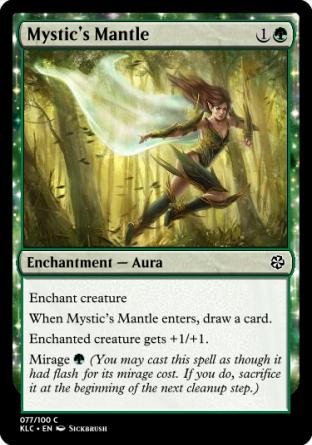 Mystic's Mantle 1
Enchantment — Aura
Enchant creature
When Mystic's Mantle enters, draw a card.
Enchanted creature gets +1/+1.
Mirage (You may cast this spell as though it
had flash for its mirage cost. If you do, sacrifice
it at the beginning of the next cleanup step.)
077/100 C
KLC • EN Sickbrush